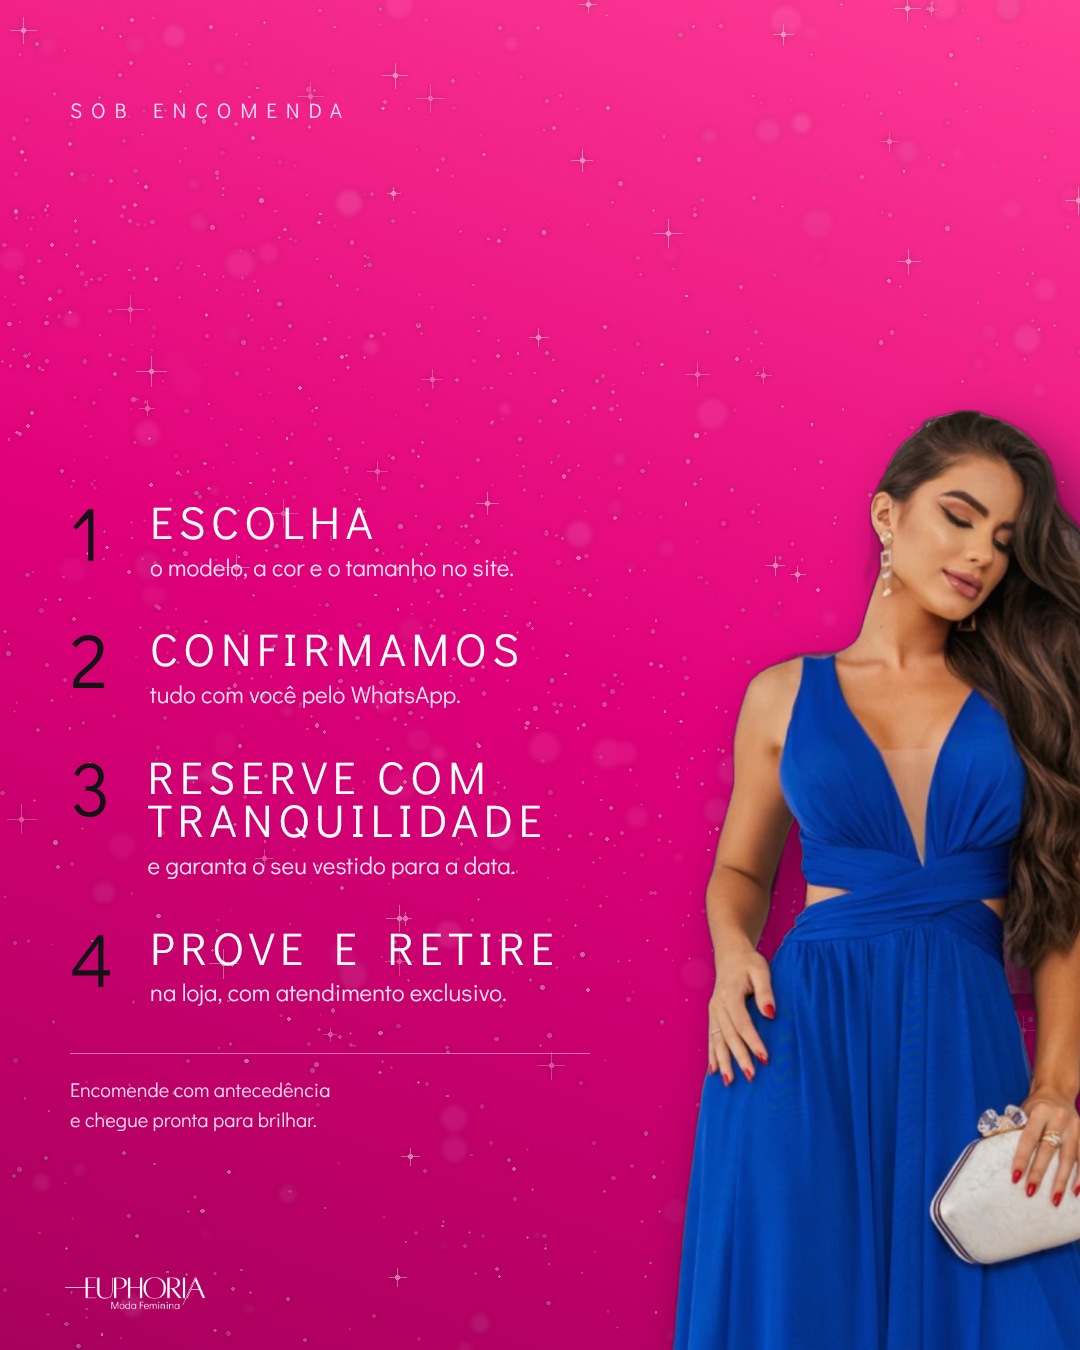 SOB ENCOMENDA
1
ESCOLHA
o modelo, a cor e o tamanho no site.
2
CONFIRMAMOS
tudo com você pelo WhatsApp.
3
RESERVE COM
TRANQUILIDADE
e garanta o seu vestido para a data.
4
PROVE E RETIRE
na loja, com atendimento exclusivo.
Encomende com antecedência
e chegue pronta para brilhar.
EUPHORIA
Moda Feminina